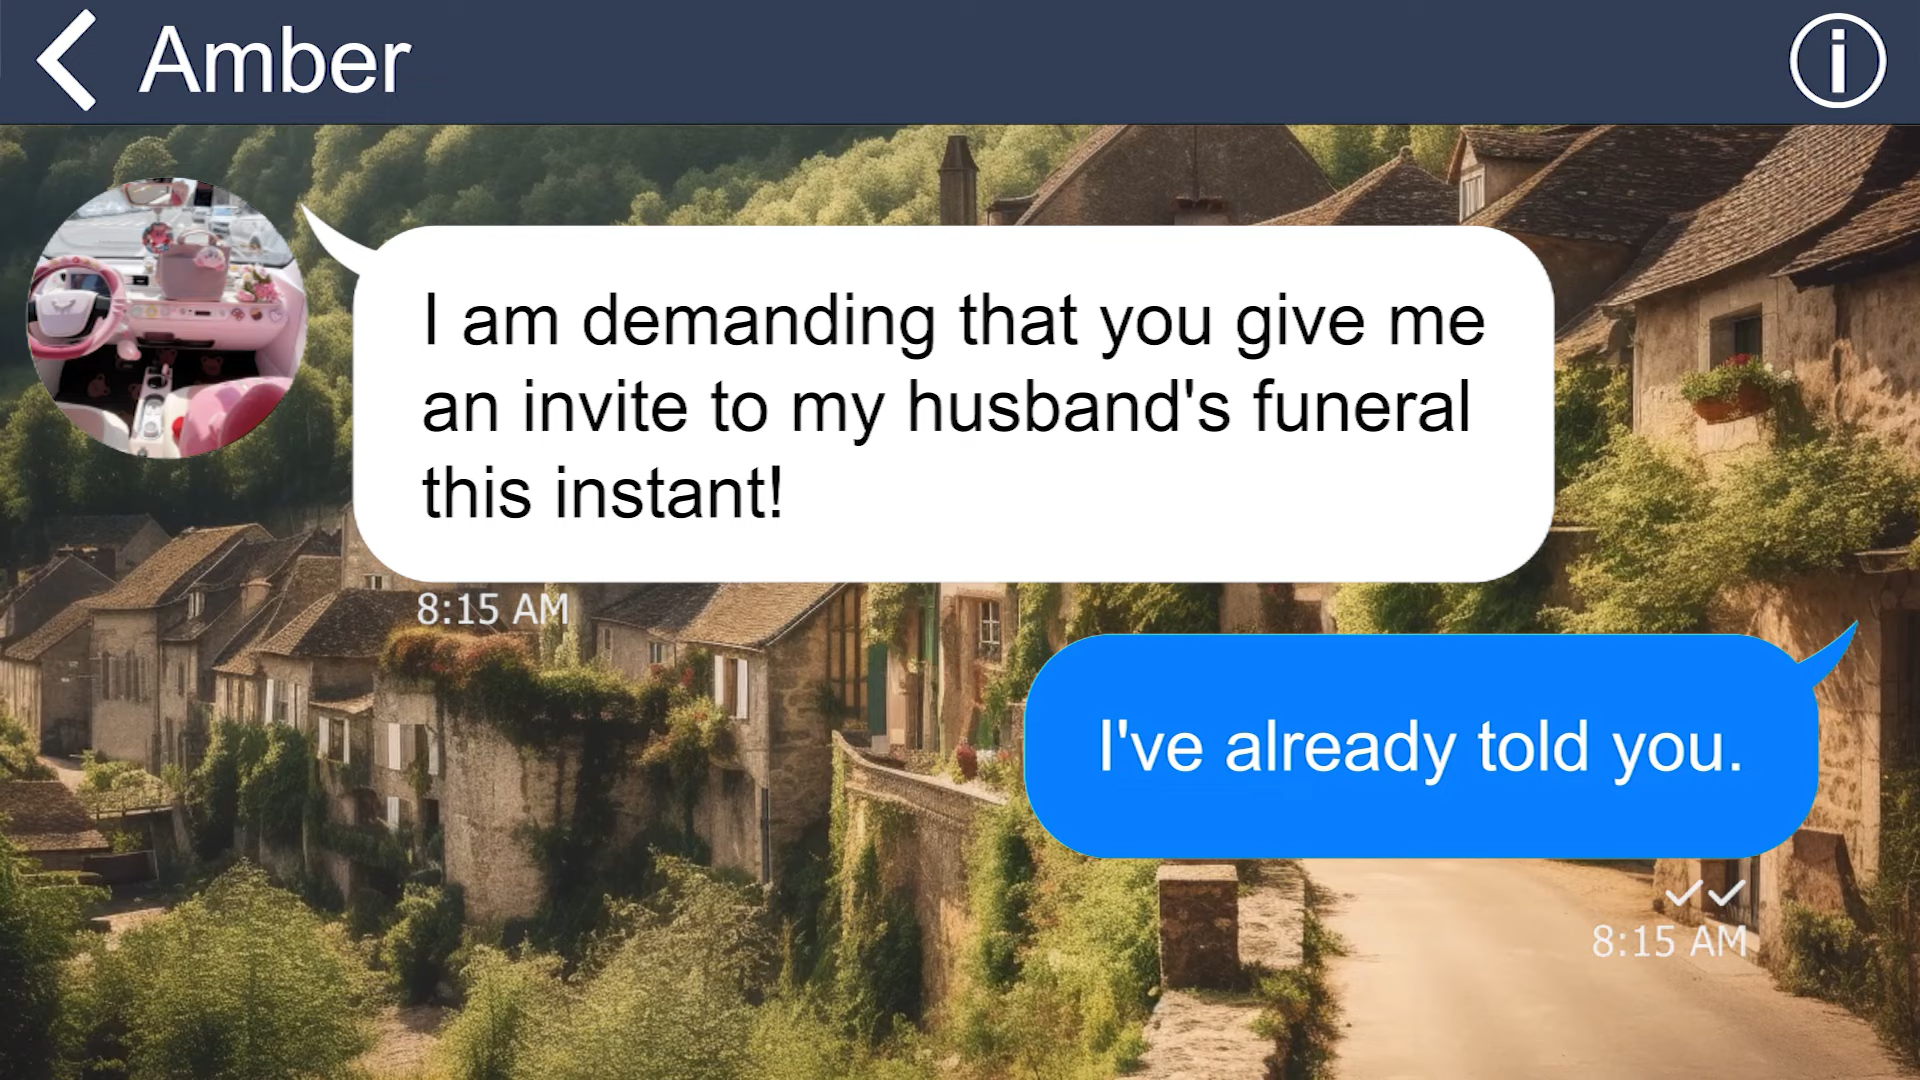 Amber
I am demanding that you give me
an invite to my husband's funeral
this instant!
8:15 AM
I've already told you.
8:15 AM